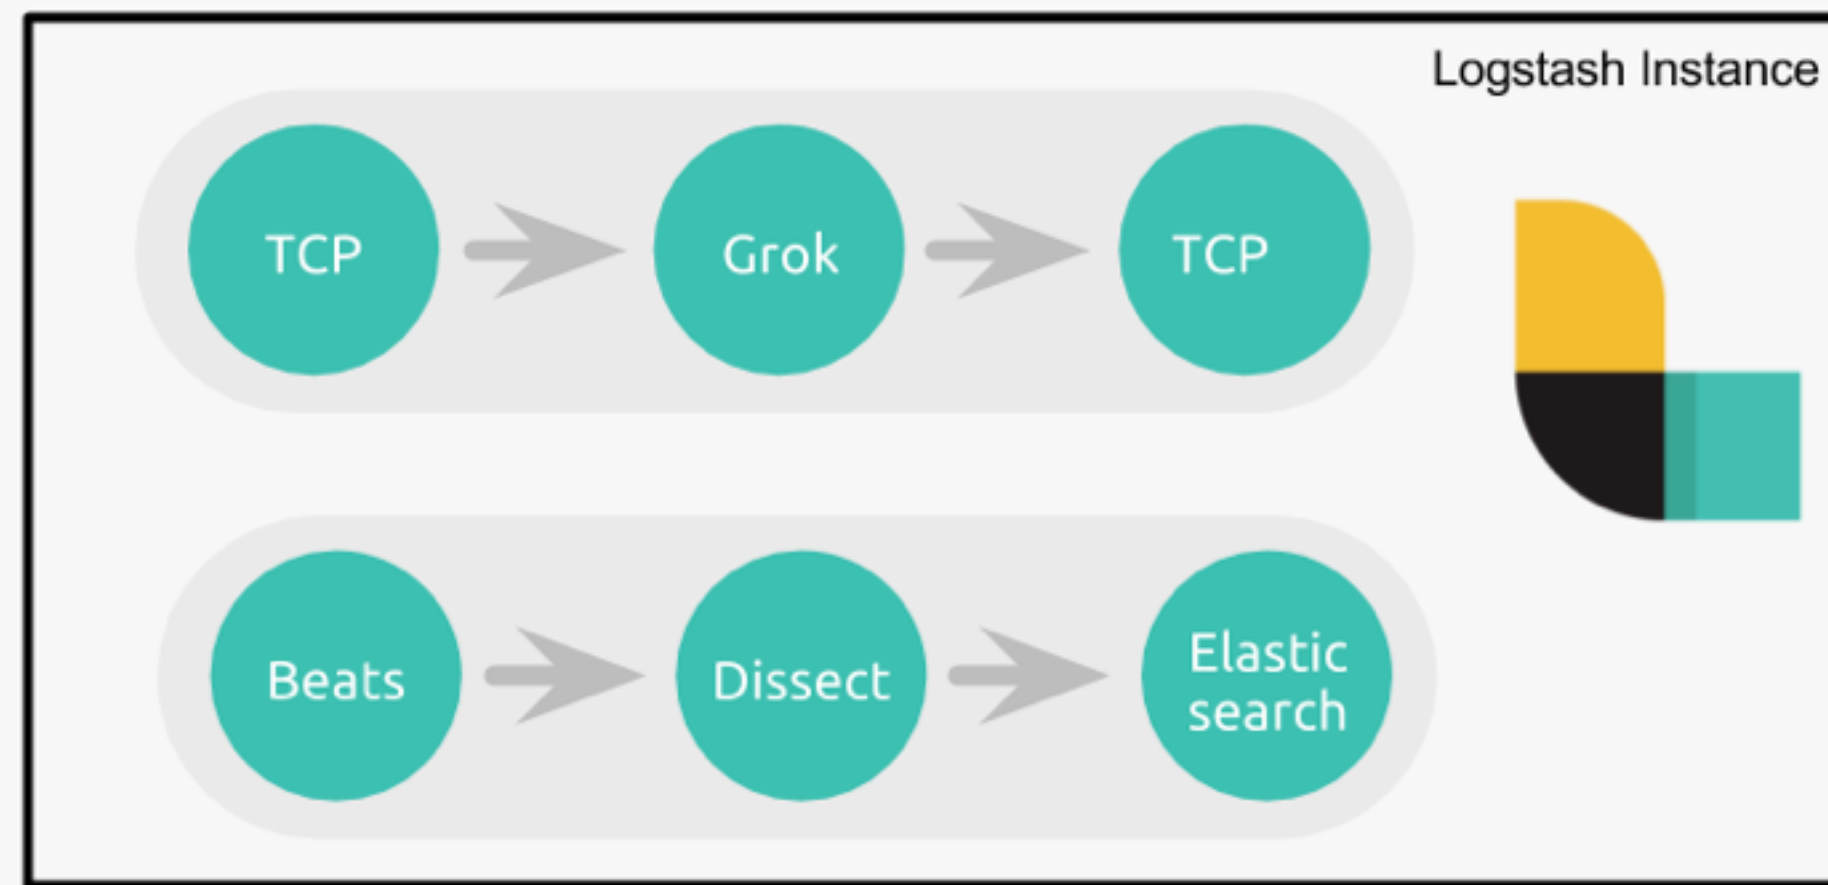 Logstash Instance
TCP
Grok
TCP
Beats
Dissect
Elastic
search